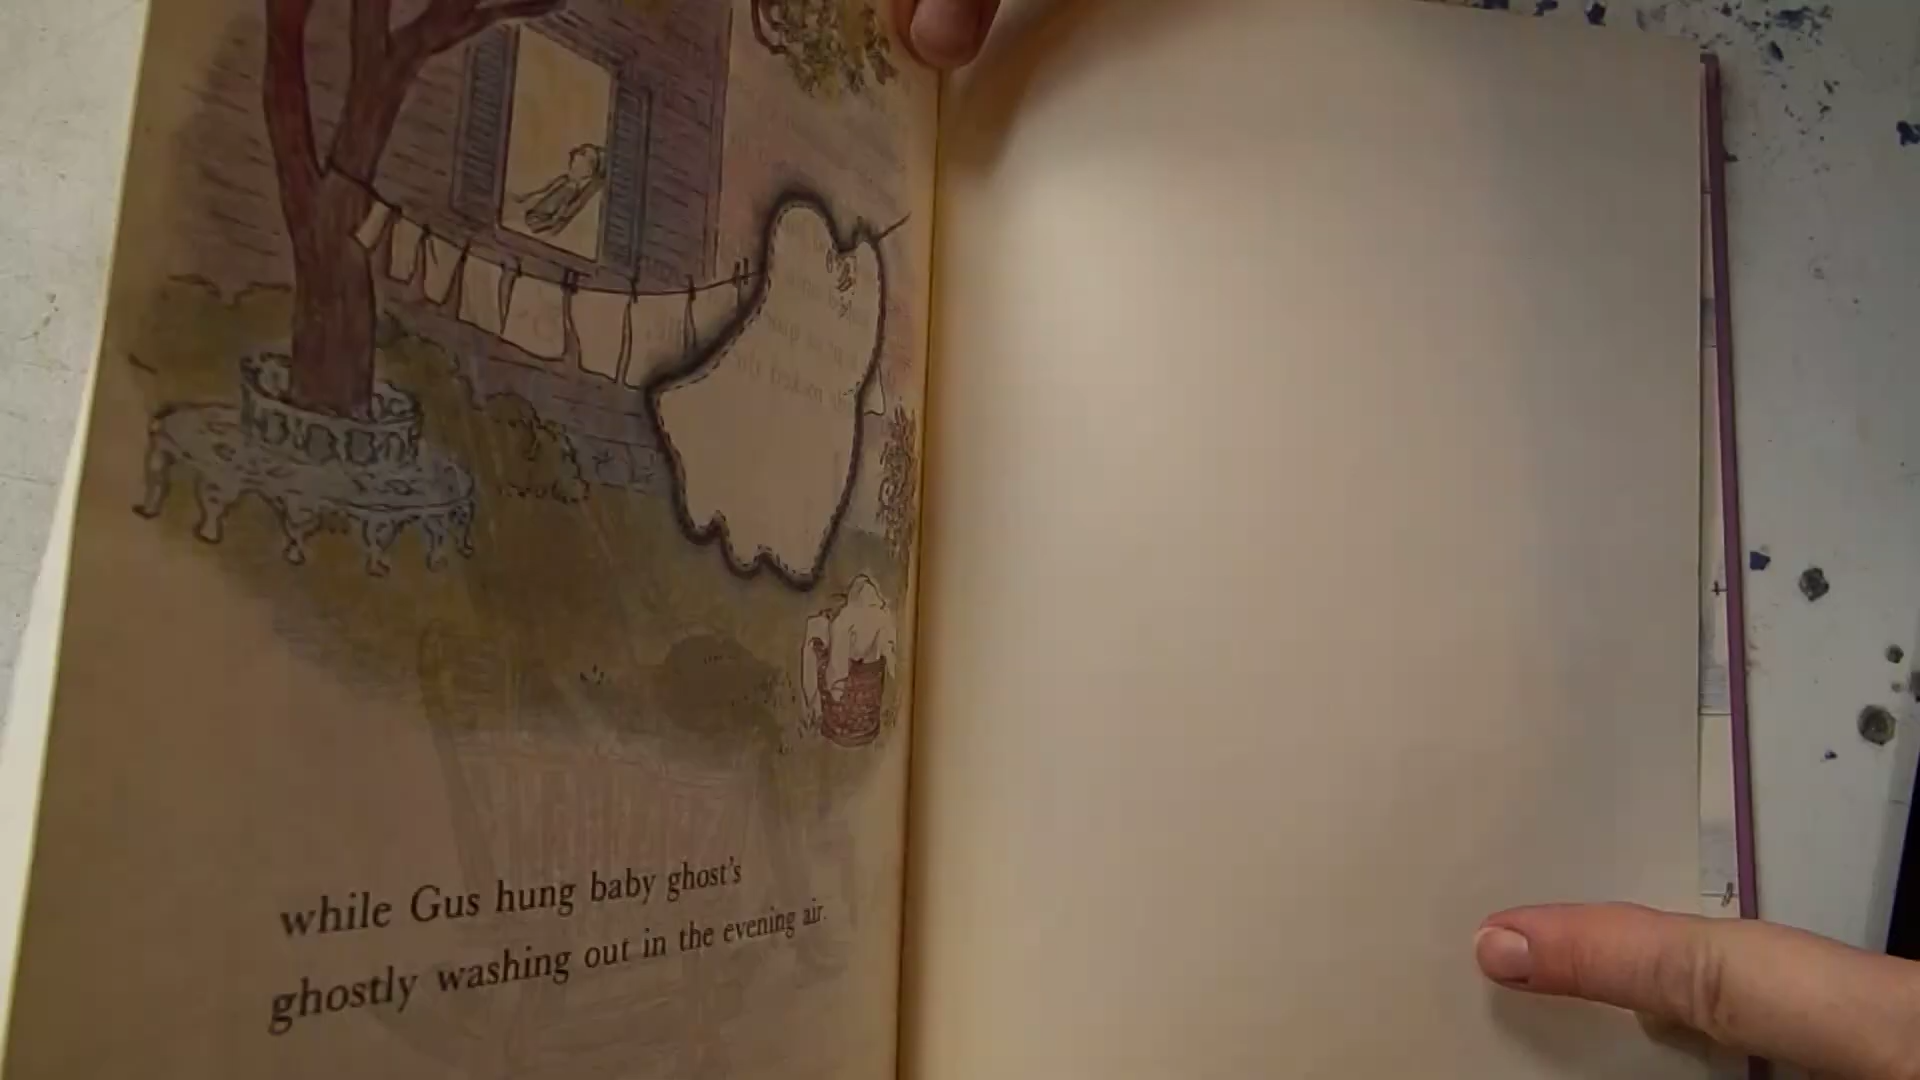 while Gus hung baby ghost's
ghostly washing out in the evening air.